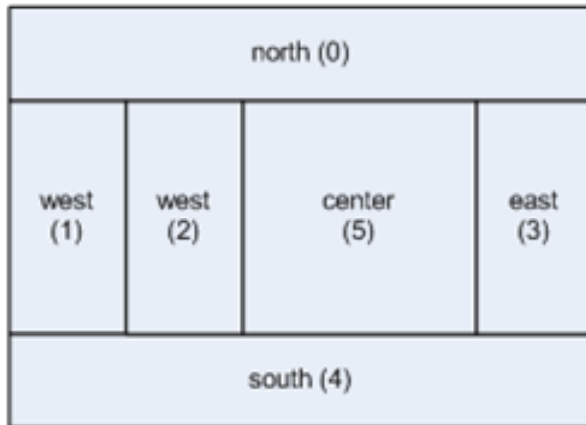 north (0)
west
(1)
west
(2)
center
(5)
east
(3)
south (4)